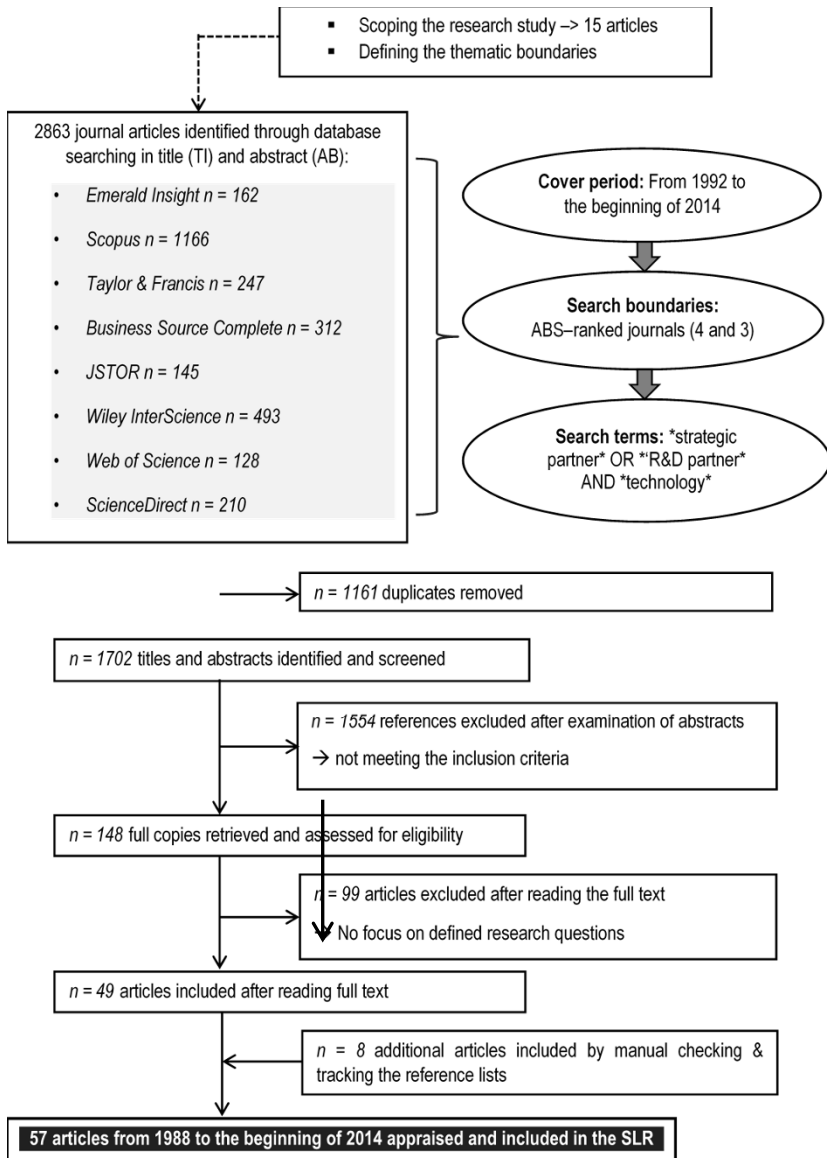 ▪ Scoping the research study –> 15 articles
▪ Defining the thematic boundaries
2863 journal articles identified through database
searching in title (TI) and abstract (AB):
• Emerald Insight n = 162
• Scopus n = 1166
• Taylor & Francis n = 247
• Business Source Complete n = 312
• JSTOR n = 145
• Wiley InterScience n = 493
• Web of Science n = 128
• ScienceDirect n = 210
Cover period: From 1992 to
the beginning of 2014
Search boundaries:
ABS–ranked journals (4 and 3)
Search terms: *strategic
partner* OR *‘R&D partner*
AND *technology*
n = 1161 duplicates removed
n = 1702 titles and abstracts identified and screened
n = 1554 references excluded after examination of abstracts
→ not meeting the inclusion criteria
n = 148 full copies retrieved and assessed for eligibility
n = 99 articles excluded after reading the full text
No focus on defined research questions
n = 49 articles included after reading full text
n = 8 additional articles included by manual checking &
tracking the reference lists
57 articles from 1988 to the beginning of 2014 appraised and included in the SLR